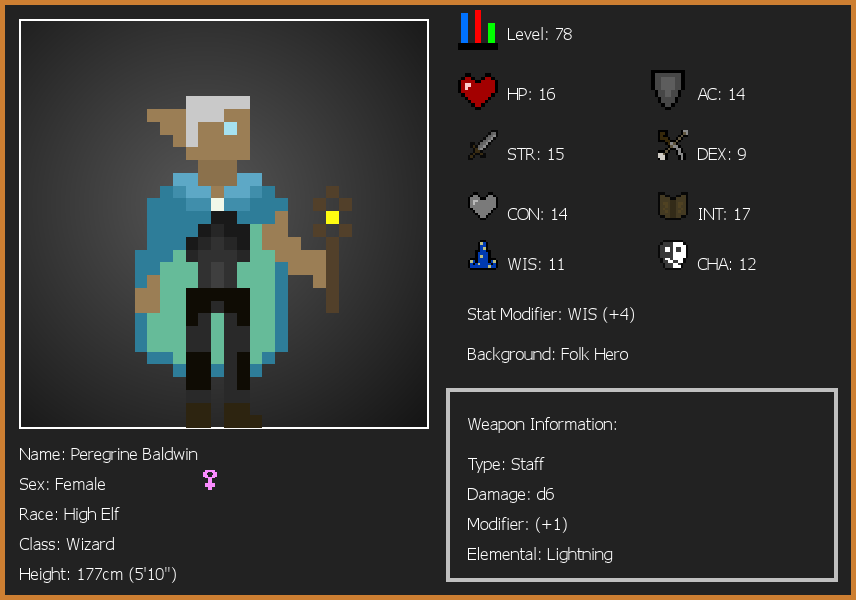 Level: 78
HP: 16
AC: 14
STR: 15
DEX: 9
CON: 14
INT: 17
WIS: 11
CHA: 12
Stat Modifier: WIS (+4)
Background: Folk Hero
Weapon Information:
Type: Staff
Damage: d6
Modifier: (+1)
Elemental: Lightning
Name: Peregrine Baldwin
Sex: Female
Race: High Elf
Class: Wizard
Height: 177cm (5'10")